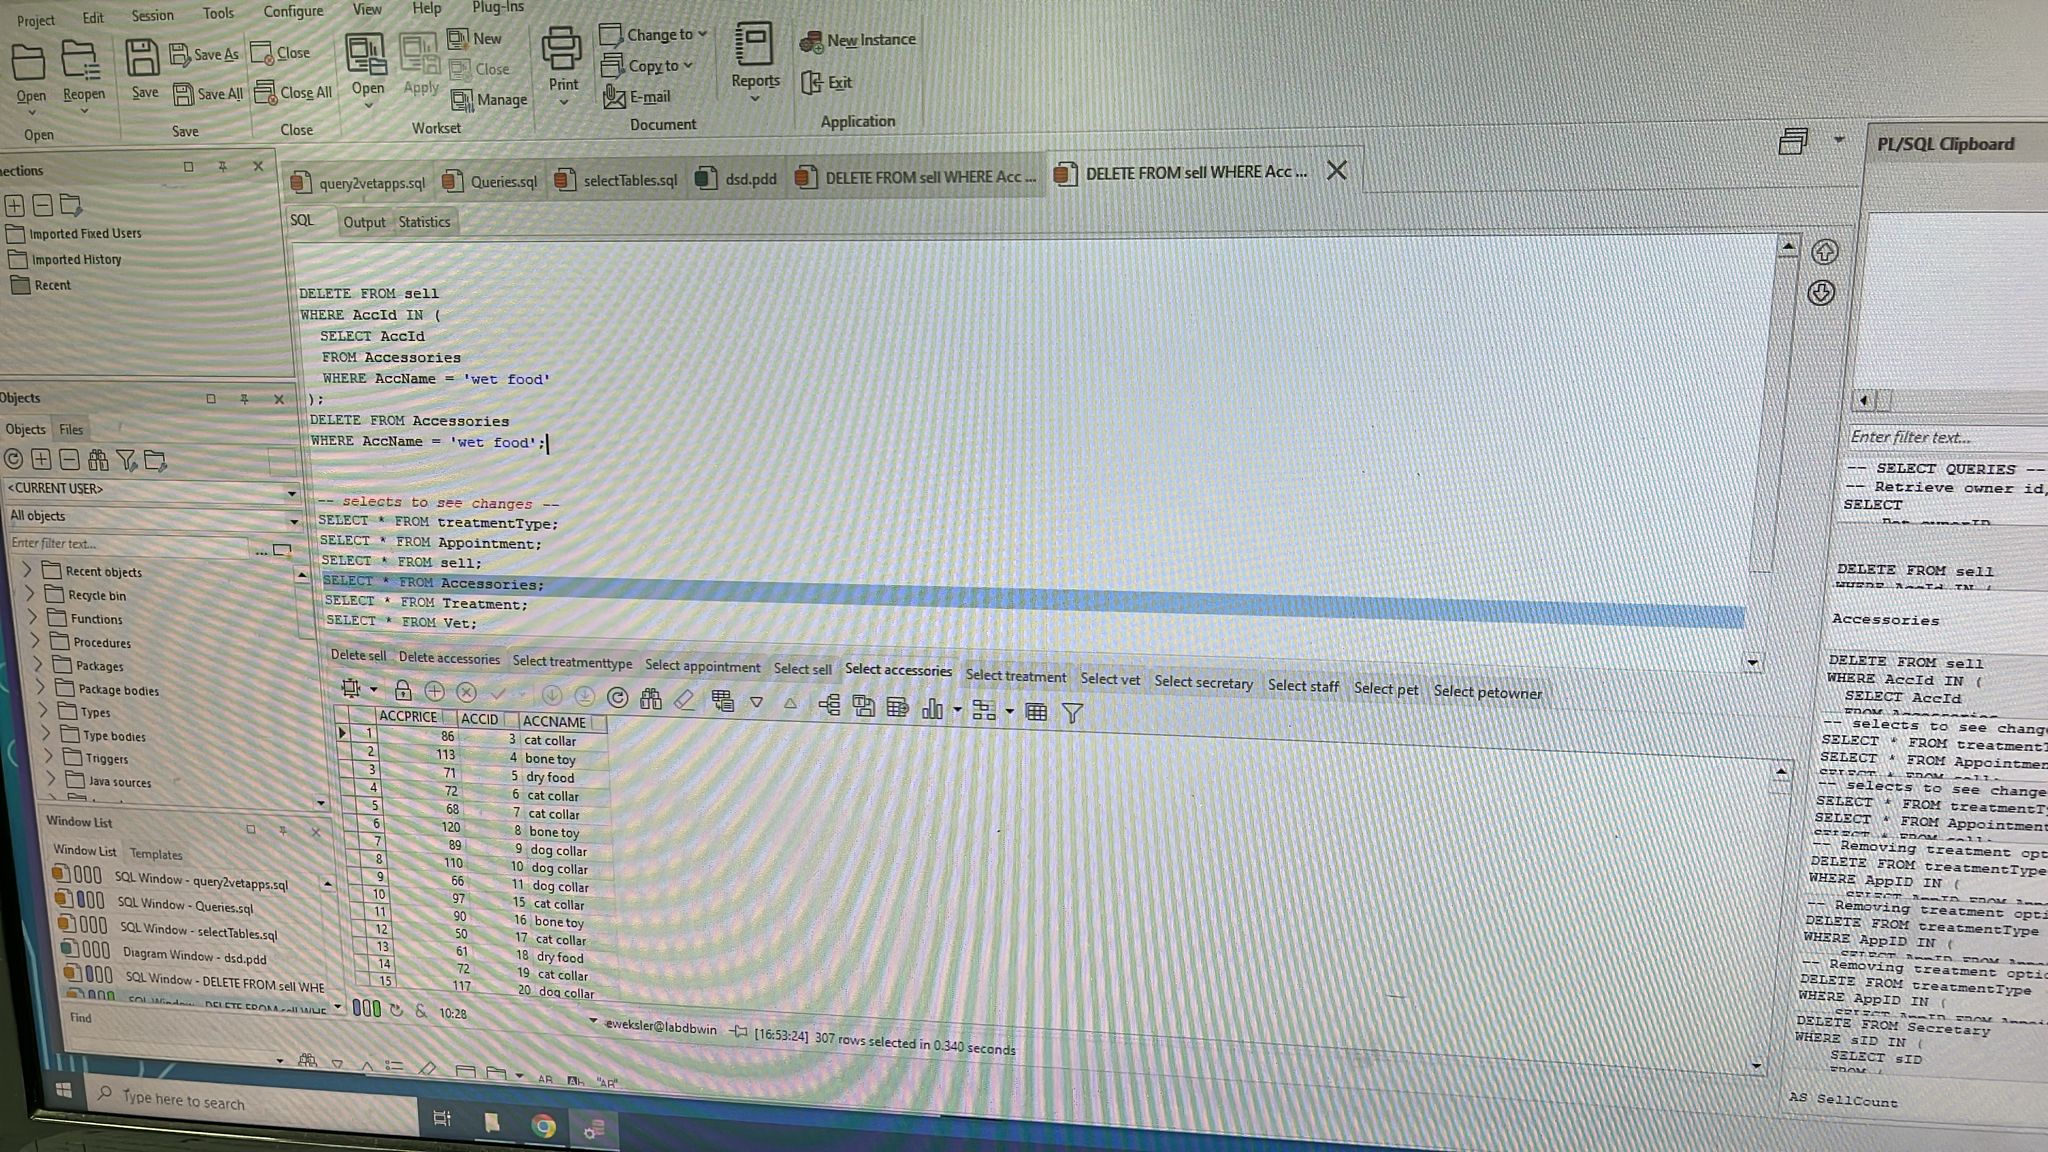 Project Edit Session Tools Configure View Help Plug-Ins
Open Reopen Save Save As Save All Close Close All Open Apply New Close Manage Print Change to Copy to E-mail Reports New Instance Exit
Open Save Close Workset Document Application
PL/SQL Clipboard
query2vetapps.sql Queries.sql selectTables.sql dsd.pdd DELETE FROM sell WHERE Acc ... DELETE FROM sell WHERE Acc ...
SQL Output Statistics
Imported Fixed Users
Imported History
Recent
DELETE FROM sell
WHERE AccId IN (
SELECT AccId
FROM Accessories
WHERE AccName = 'wet food'
);
DELETE FROM Accessories
WHERE AccName = 'wet food';
-- selects to see changes --
SELECT * FROM treatmentType;
SELECT * FROM Appointment;
SELECT * FROM sell;
SELECT * FROM Accessories;
SELECT * FROM Treatment;
SELECT * FROM Vet;
Objects
Objects Files
<CURRENT USER>
All objects
Enter filter text...
Recent objects
Recycle bin
Functions
Procedures
Packages
Package bodies
Types
Type bodies
Triggers
Java sources
Delete sell Delete accessories Select treatmenttype Select appointment Select sell Select accessories Select treatment Select vet Select secretary Select staff Select pet Select petowner
ACCPRICE ACCID ACCNAME
1 86 3 cat collar
2 113 4 bone toy
3 71 5 dry food
4 72 6 cat collar
5 68 7 cat collar
6 120 8 bone toy
7 89 9 dog collar
8 110 10 dog collar
9 66 11 dog collar
10 97 15 cat collar
11 90 16 bone toy
12 50 17 cat collar
13 61 18 dry food
14 72 19 cat collar
15 117 20 dog collar
Window List
Window List Templates
SQL Window - query2vetapps.sql
SQL Window - Queries.sql
SQL Window - selectTables.sql
Diagram Window - dsd.pdd
SQL Window - DELETE FROM sell WHE
SQL Window - DELETE FROM sell WHE
Find
& 10:28 eweksler@labdbwin [16:53:24] 307 rows selected in 0.340 seconds
Type here to search
Enter filter text...
-- SELECT QUERIES --
-- Retrieve owner id,
SELECT
DELETE FROM sell
WHERE AccId IN (
Accessories
DELETE FROM sell
WHERE AccId IN (
SELECT AccId
FROM Accessories
-- selects to see change
SELECT * FROM treatmentT
SELECT * FROM Appointmen
SELECT * FROM sell;
-- selects to see change
SELECT * FROM treatmentT
SELECT * FROM Appointment
SELECT * FROM sell;
-- Removing treatment opt
DELETE FROM treatmentType
WHERE AppID IN (
-- Removing treatment opti
DELETE FROM treatmentType
WHERE AppID IN (
-- Removing treatment optio
DELETE FROM treatmentType
WHERE AppID IN (
DELETE FROM Secretary
WHERE sID IN (
SELECT sID
FROM (
AS SellCount